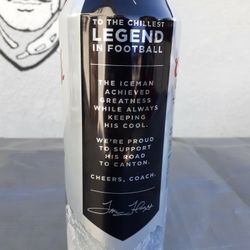 TO THE CHILLEST
LEGEND
IN FOOTBALL
THE ICEMAN
ACHIEVED
GREATNESS
WHILE ALWAYS
KEEPING
HIS COOL.
WE'RE PROUD
TO SUPPORT
HIS ROAD
TO CANTON.
CHEERS, COACH.